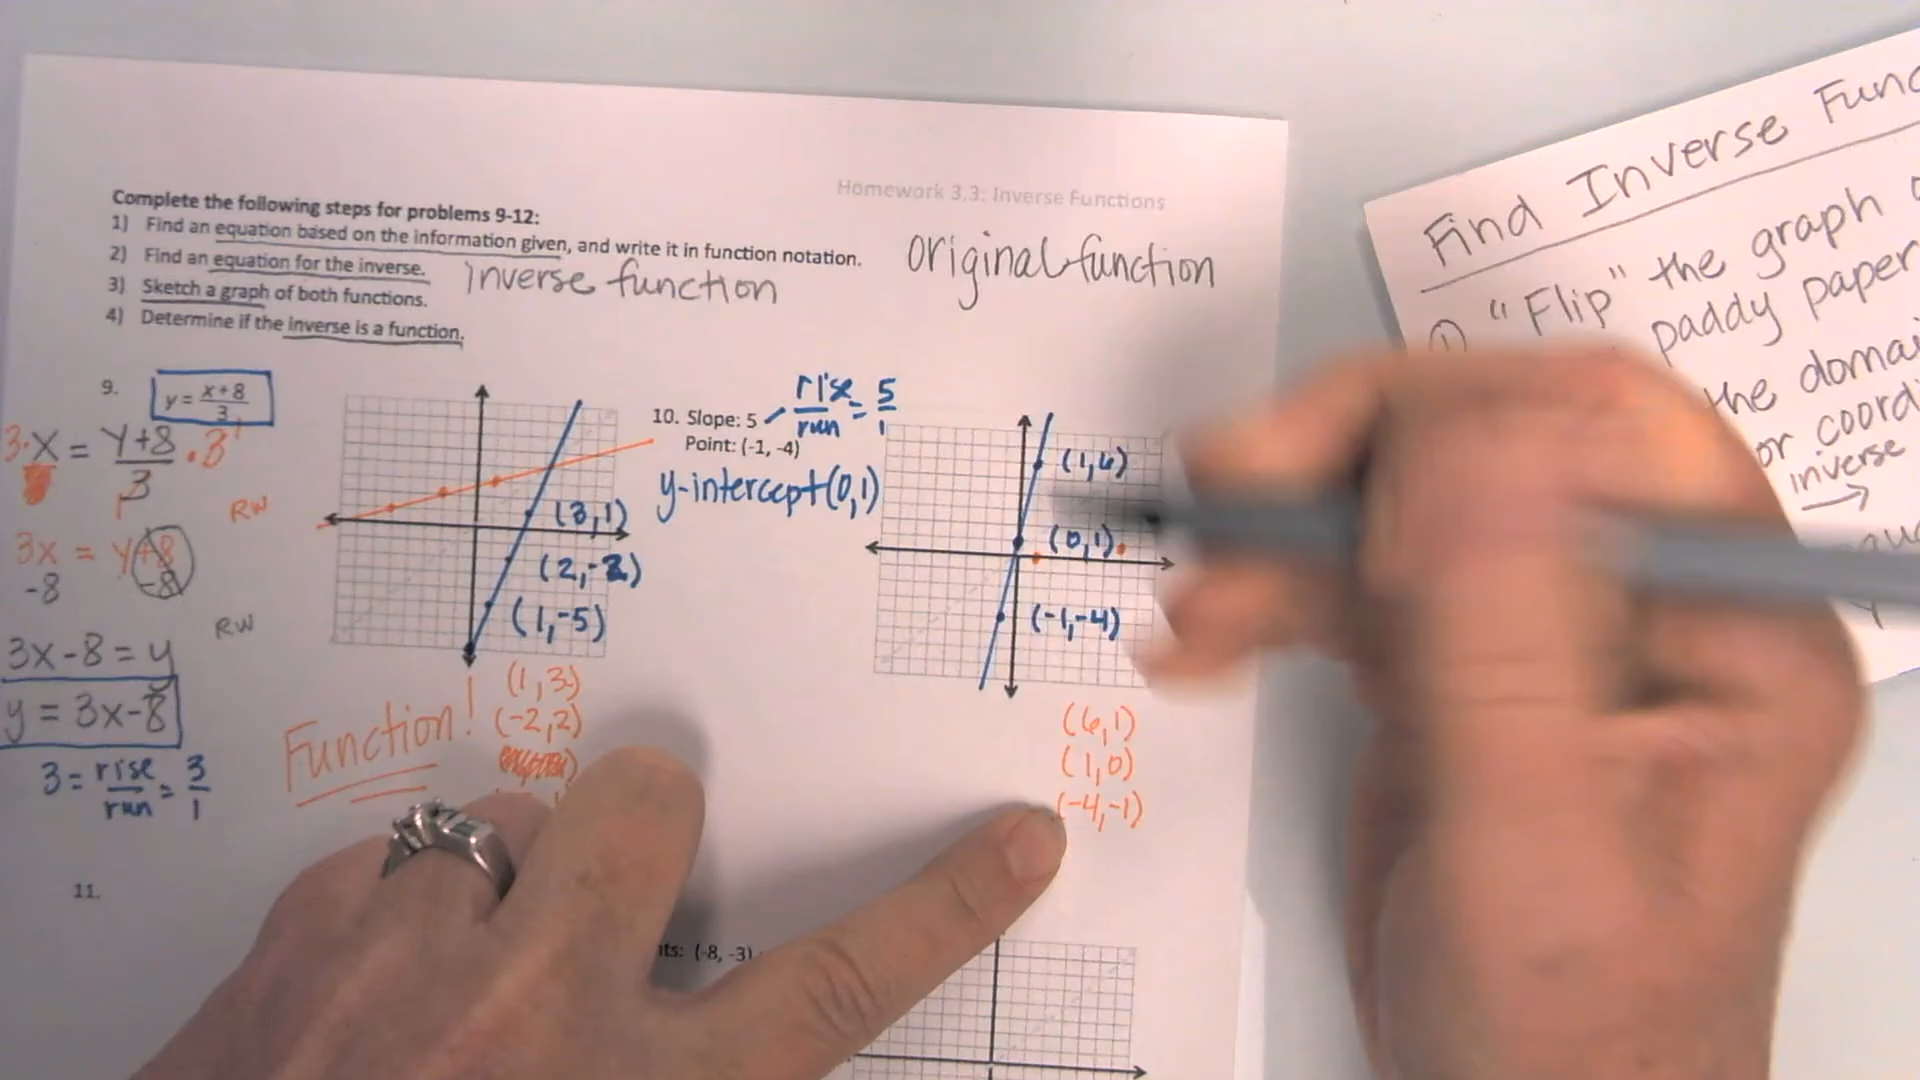 Homework 3.3: Inverse Functions
Complete the following steps for problems 9-12:
1) Find an equation based on the information given, and write it in function notation.
original function
2) Find an equation for the inverse.
inverse function
3) Sketch a graph of both functions.
4) Determine if the inverse is a function.
9. y = x+8/3
3·x = y+8/3 ·3
RW
3x = y+8
-8 -8
RW
3x-8 = y
y = 3x-8
3 = rise/run = 3/1
(3,1)
(2,-2)
(1,-5)
(1,3)
(-2,2)
Function!
10. Slope: 5
rise/run = 5/1
Point: (-1, -4)
y-intercept (0,1)
(1,6)
(0,1)
(-1,-4)
(6,1)
(1,0)
(-4,-1)
11.
(-8, -3)
Find Inverse
① "Flip" the graph
paddy paper
the
or
inverse